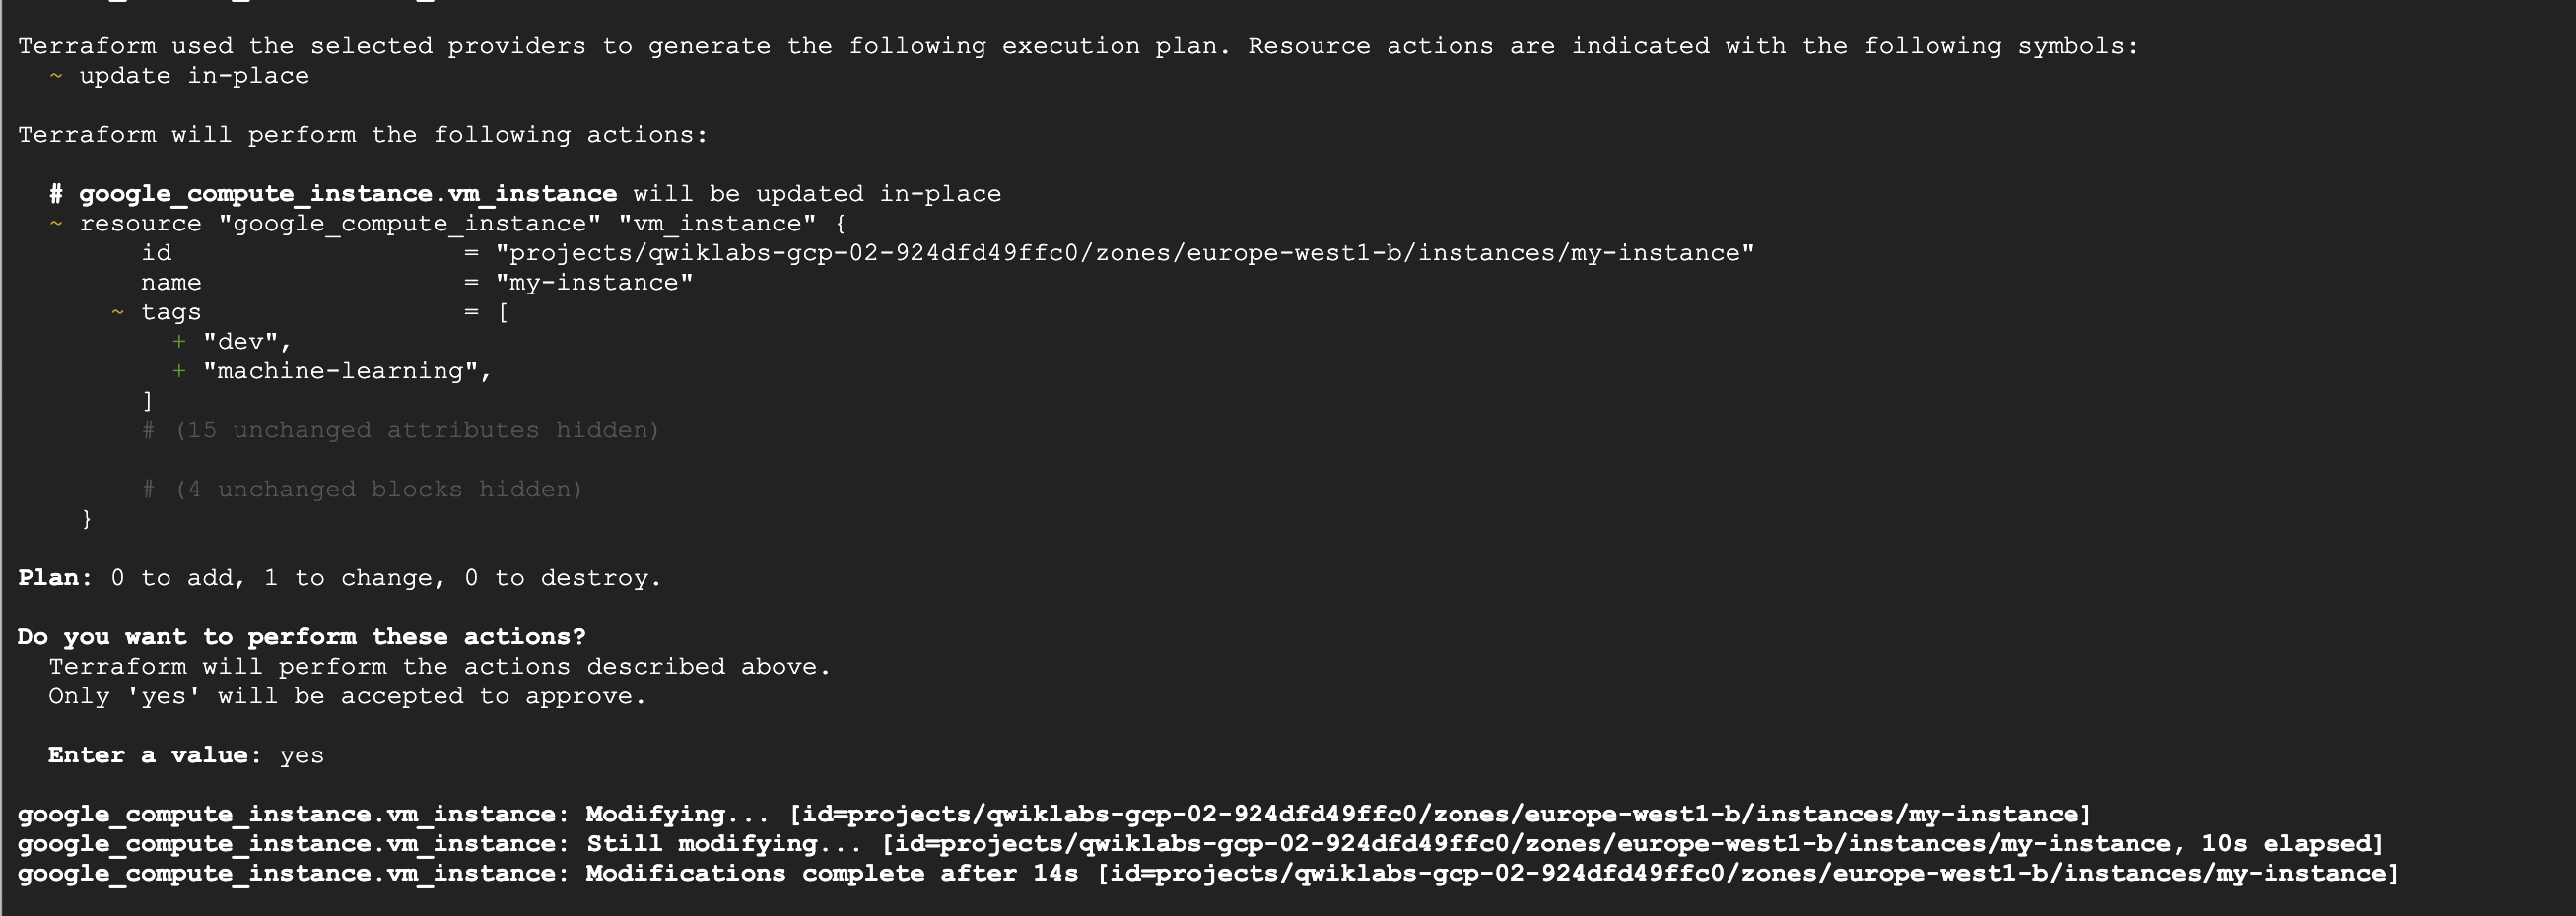 Terraform used the selected providers to generate the following execution plan. Resource actions are indicated with the following symbols:
  ~ update in-place

Terraform will perform the following actions:

  # google_compute_instance.vm_instance will be updated in-place
  ~ resource "google_compute_instance" "vm_instance" {
        id                   = "projects/qwiklabs-gcp-02-924dfd49ffc0/zones/europe-west1-b/instances/my-instance"
        name                 = "my-instance"
      ~ tags                 = [
          + "dev",
          + "machine-learning",
        ]
        # (15 unchanged attributes hidden)

        # (4 unchanged blocks hidden)
    }

Plan: 0 to add, 1 to change, 0 to destroy.

Do you want to perform these actions?
  Terraform will perform the actions described above.
  Only 'yes' will be accepted to approve.

  Enter a value: yes

google_compute_instance.vm_instance: Modifying... [id=projects/qwiklabs-gcp-02-924dfd49ffc0/zones/europe-west1-b/instances/my-instance]
google_compute_instance.vm_instance: Still modifying... [id=projects/qwiklabs-gcp-02-924dfd49ffc0/zones/europe-west1-b/instances/my-instance, 10s elapsed]
google_compute_instance.vm_instance: Modifications complete after 14s [id=projects/qwiklabs-gcp-02-924dfd49ffc0/zones/europe-west1-b/instances/my-instance]